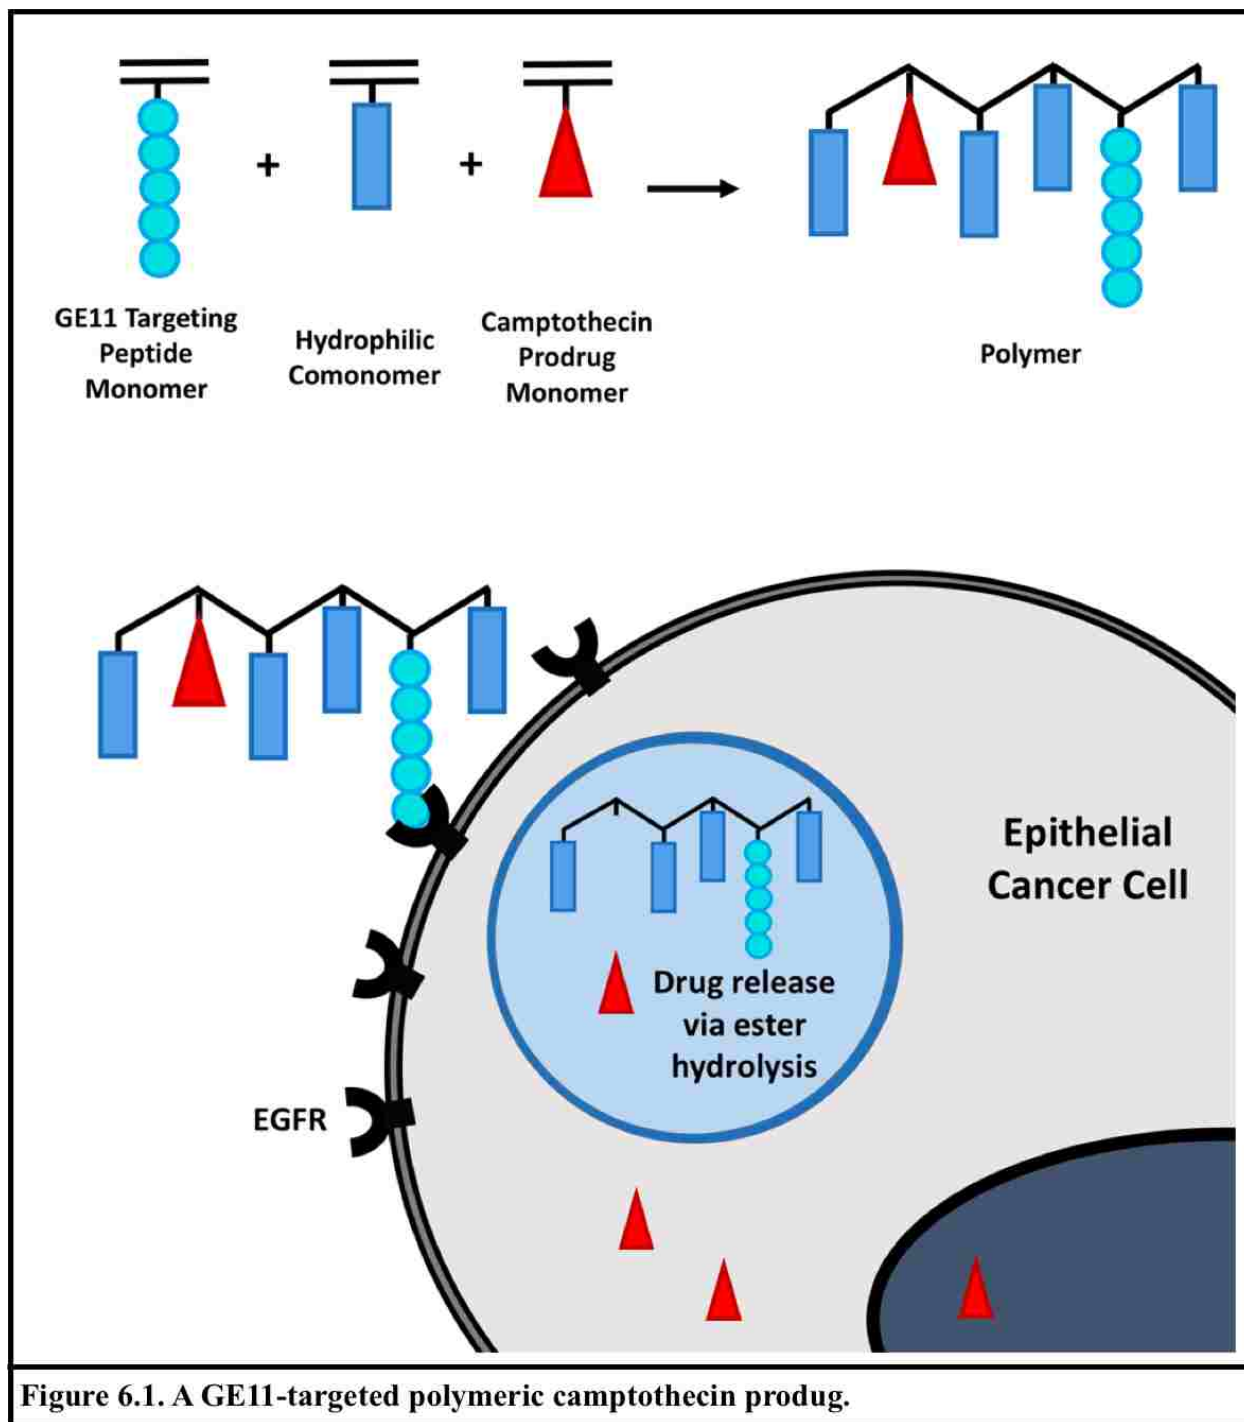 +
+
GE11 Targeting
Peptide
Monomer
Hydrophilic
Comonomer
Camptothecin
Prodrug
Monomer
Polymer
Epithelial
Cancer Cell
Drug release
via ester
hydrolysis
EGFR
Figure 6.1. A GE11-targeted polymeric camptothecin produg.